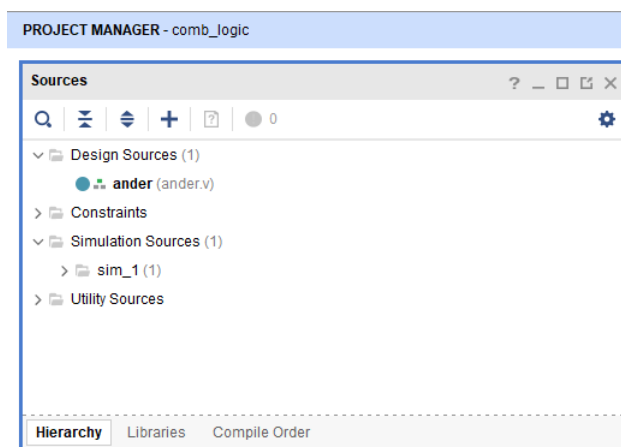 PROJECT MANAGER - comb_logic
Sources
? _
0
Design Sources (1)
ander (ander.v)
Constraints
Simulation Sources (1)
sim_1 (1)
Utility Sources
Hierarchy Libraries Compile Order